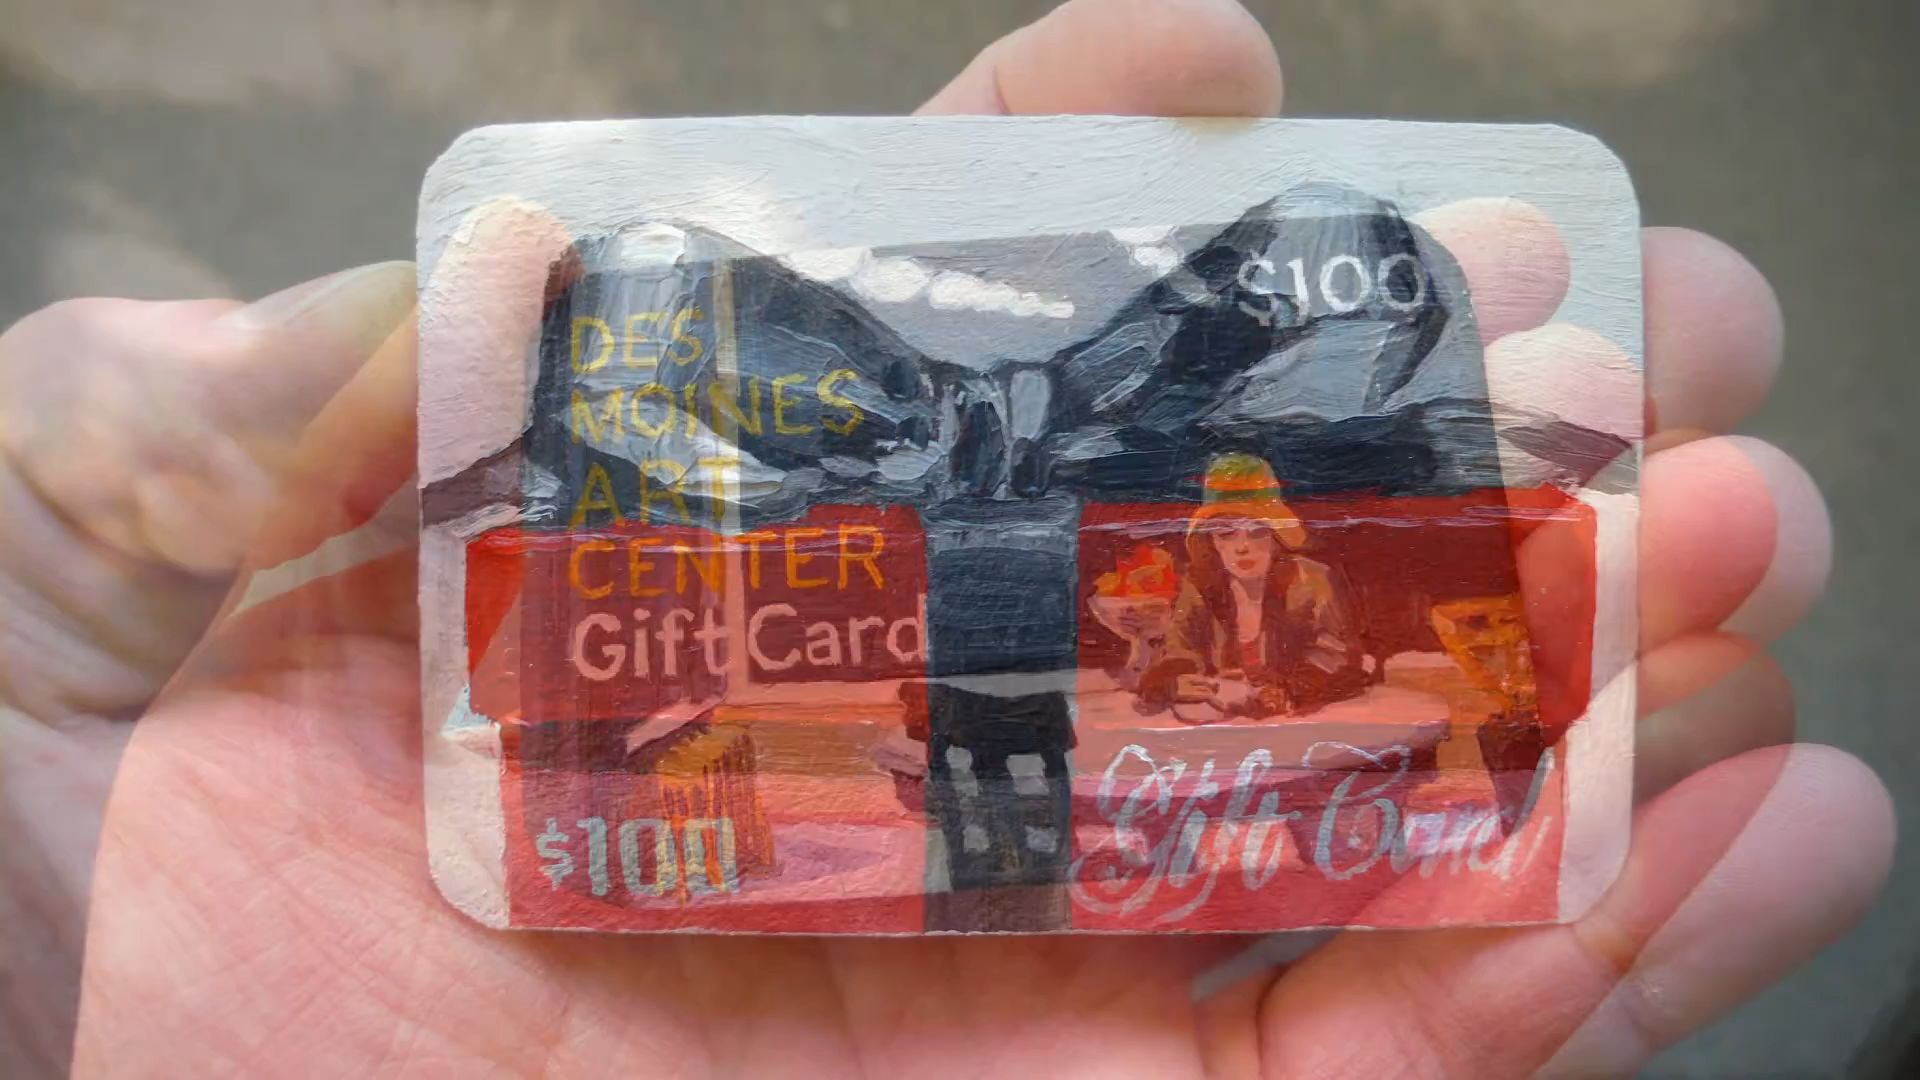 $100
DES
MOINES
ART
CENTER
Gift Card
$100
Gift Card